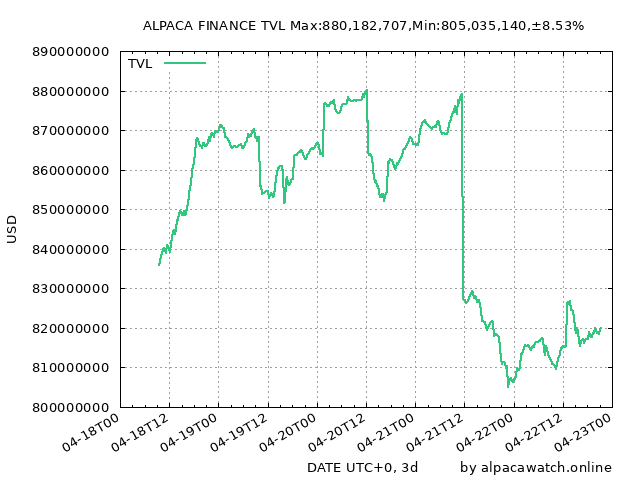 ALPACA FINANCE TVL Max:880,182,707,Min:805,035,140,±8.53%
TVL
890000000
880000000
870000000
860000000
850000000
840000000
830000000
820000000
810000000
800000000
USD
04-18T00
04-18T12
04-19T00
04-19T12
04-20T00
04-20T12
04-21T00
04-21T12
04-22T00
04-22T12
04-23T00
DATE UTC+0, 3d
by alpacawatch.online